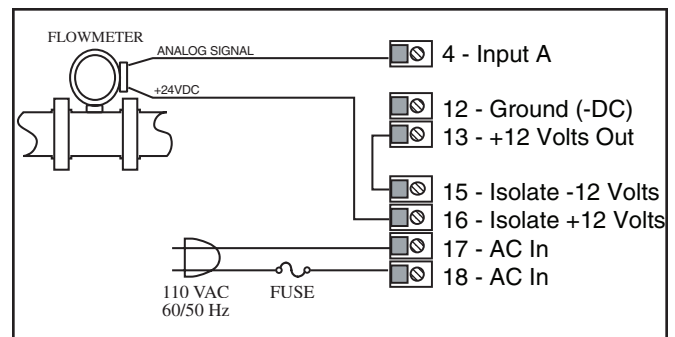 FLOWMETER
ANALOG SIGNAL
+24VDC
4 - Input A
12 - Ground (-DC)
13 - +12 Volts Out
15 - Isolate -12 Volts
16 - Isolate +12 Volts
17 - AC In
18 - AC In
110 VAC
60/50 Hz
FUSE